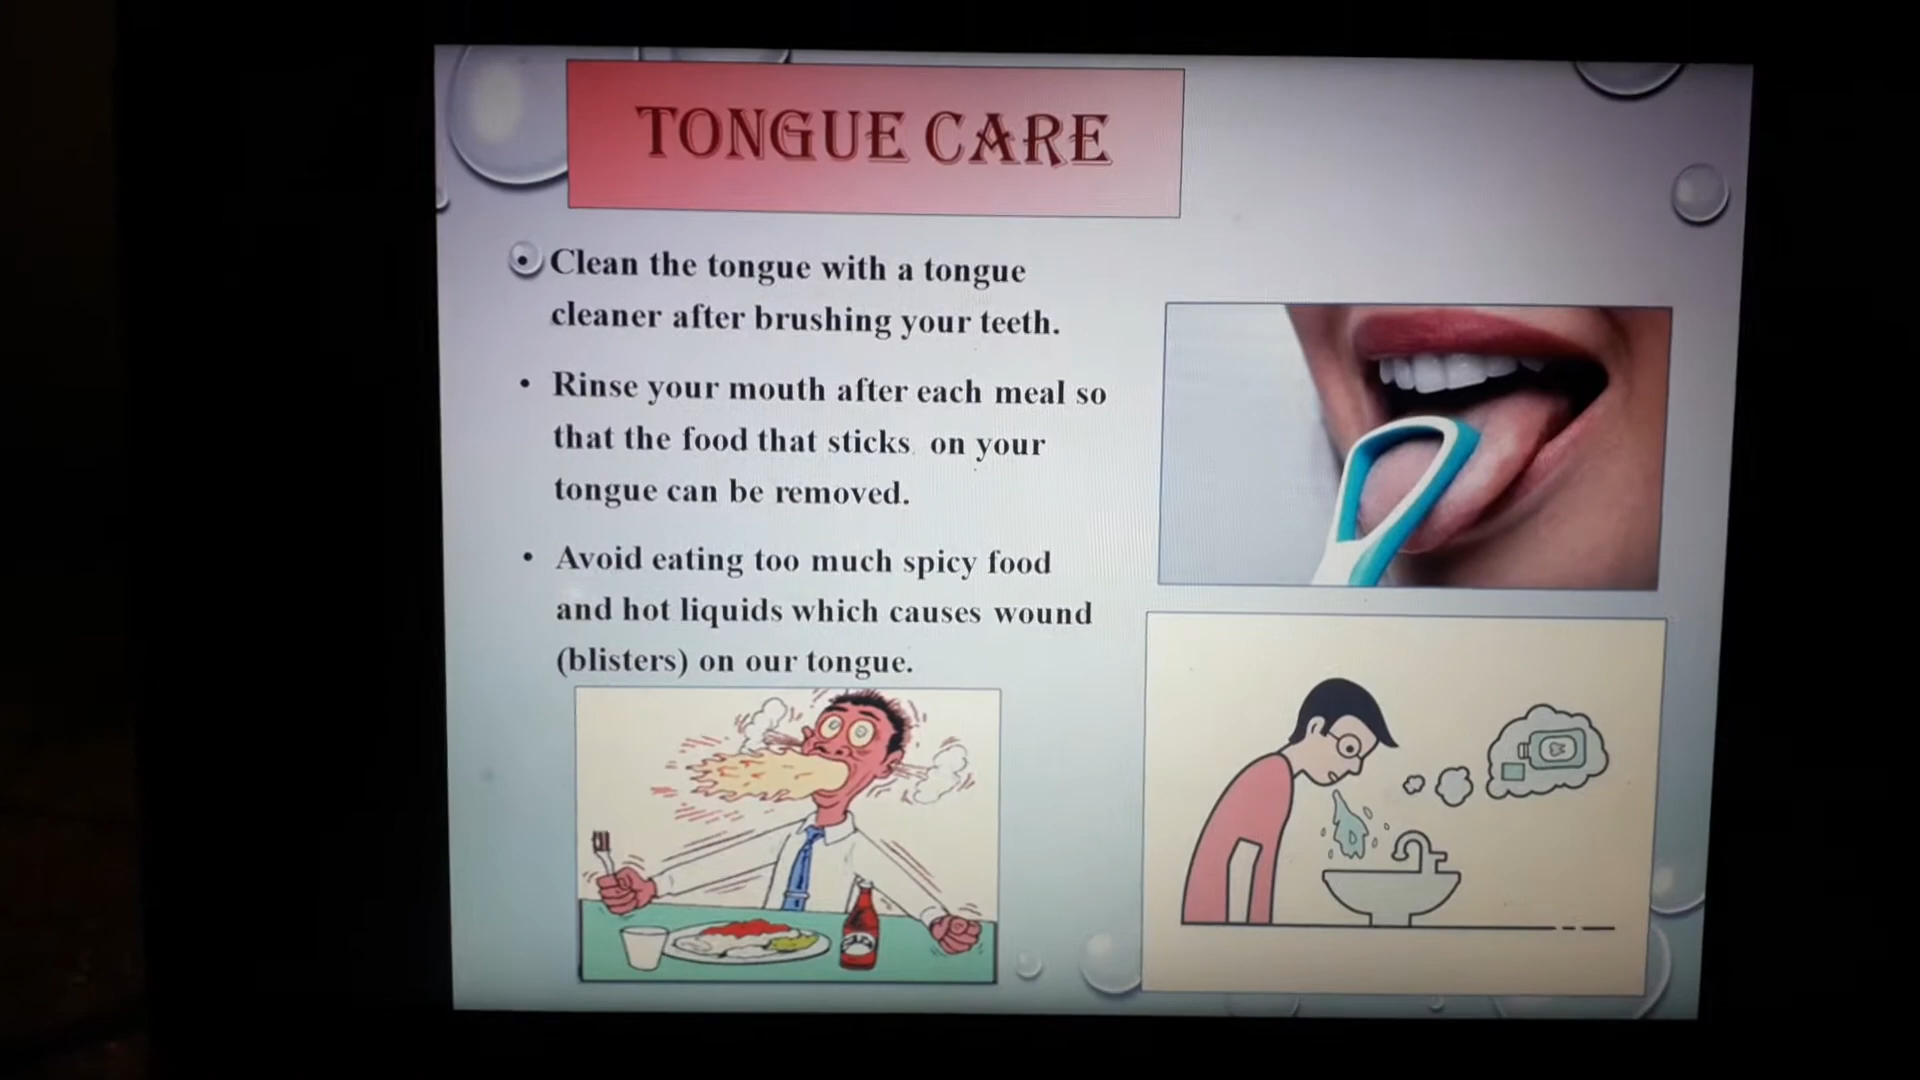 TONGUE CARE
• Clean the tongue with a tongue
cleaner after brushing your teeth.
• Rinse your mouth after each meal so
that the food that sticks on your
tongue can be removed.
• Avoid eating too much spicy food
and hot liquids which causes wound
(blisters) on our tongue.